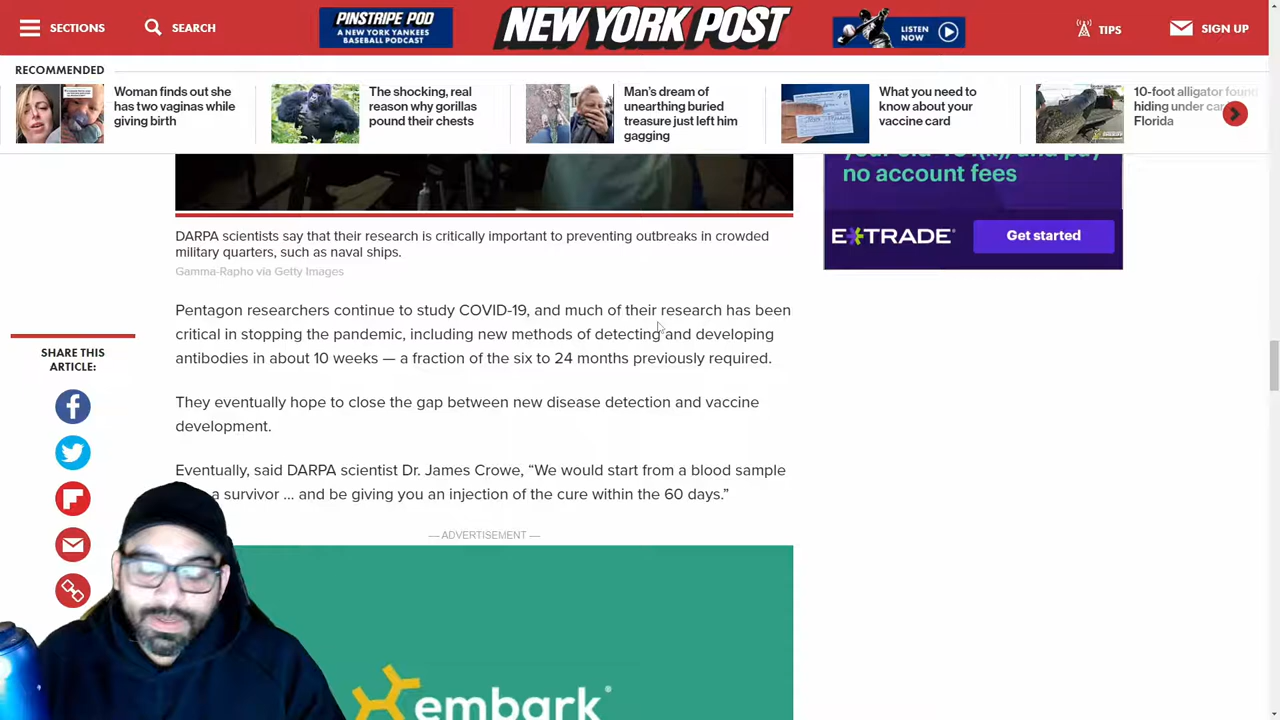 SECTIONS
SEARCH
PINSTRIPE POD
A NEW YORK YANKEES
BASEBALL PODCAST
NEW YORK POST
LISTEN
NOW
TIPS
SIGN UP
RECOMMENDED
Woman finds out she
has two vaginas while
giving birth
The shocking, real
reason why gorillas
pound their chests
Man's dream of
unearthing buried
treasure just left him
gagging
What you need to
know about your
vaccine card
10-foot alligator found
hiding under car
Florida
no account fees
E*TRADE
Get started
DARPA scientists say that their research is critically important to preventing outbreaks in crowded
military quarters, such as naval ships.
Gamma-Rapho via Getty Images
Pentagon researchers continue to study COVID-19, and much of their research has been
critical in stopping the pandemic, including new methods of detecting and developing
antibodies in about 10 weeks — a fraction of the six to 24 months previously required.
SHARE THIS
ARTICLE:
They eventually hope to close the gap between new disease detection and vaccine
development.
Eventually, said DARPA scientist Dr. James Crowe, “We would start from a blood sample
a survivor ... and be giving you an injection of the cure within the 60 days.”
— ADVERTISEMENT —
embark